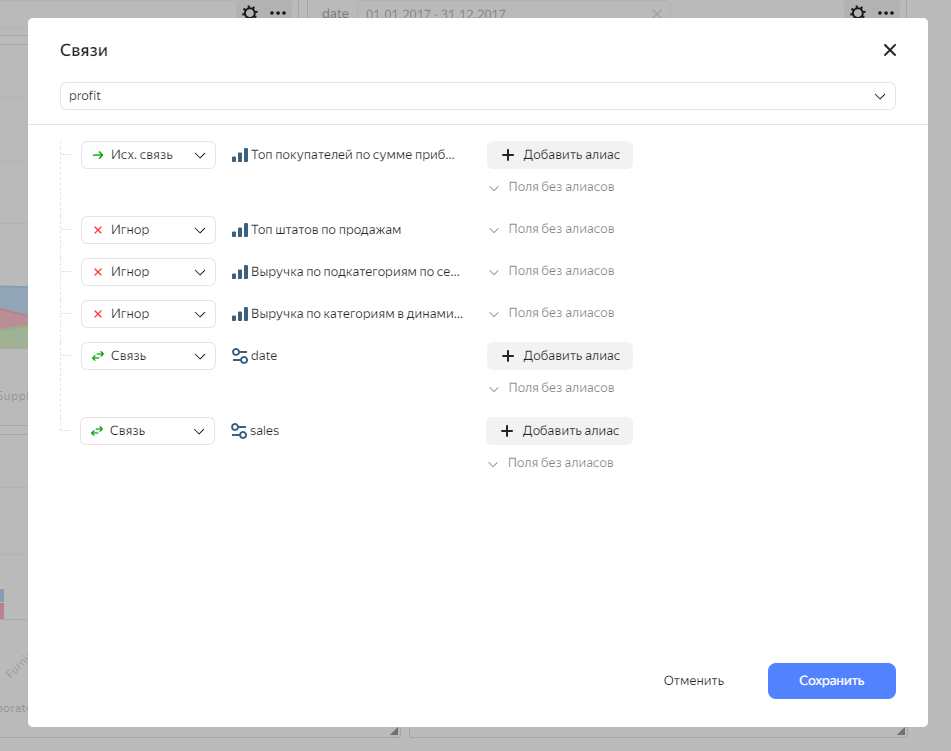 date 01.01.2017 - 31.12.2017
Связи
profit
Исх. связь Топ покупателей по сумме приб... Добавить алиас
Поля без алиасов
Игнор Топ штатов по продажам Поля без алиасов
Игнор Выручка по подкатегориям по се... Поля без алиасов
Игнор Выручка по категориям в динами... Поля без алиасов
Связь date Добавить алиас
Поля без алиасов
Suppl
Связь sales Добавить алиас
Поля без алиасов
Furni
Отменить Сохранить
porate